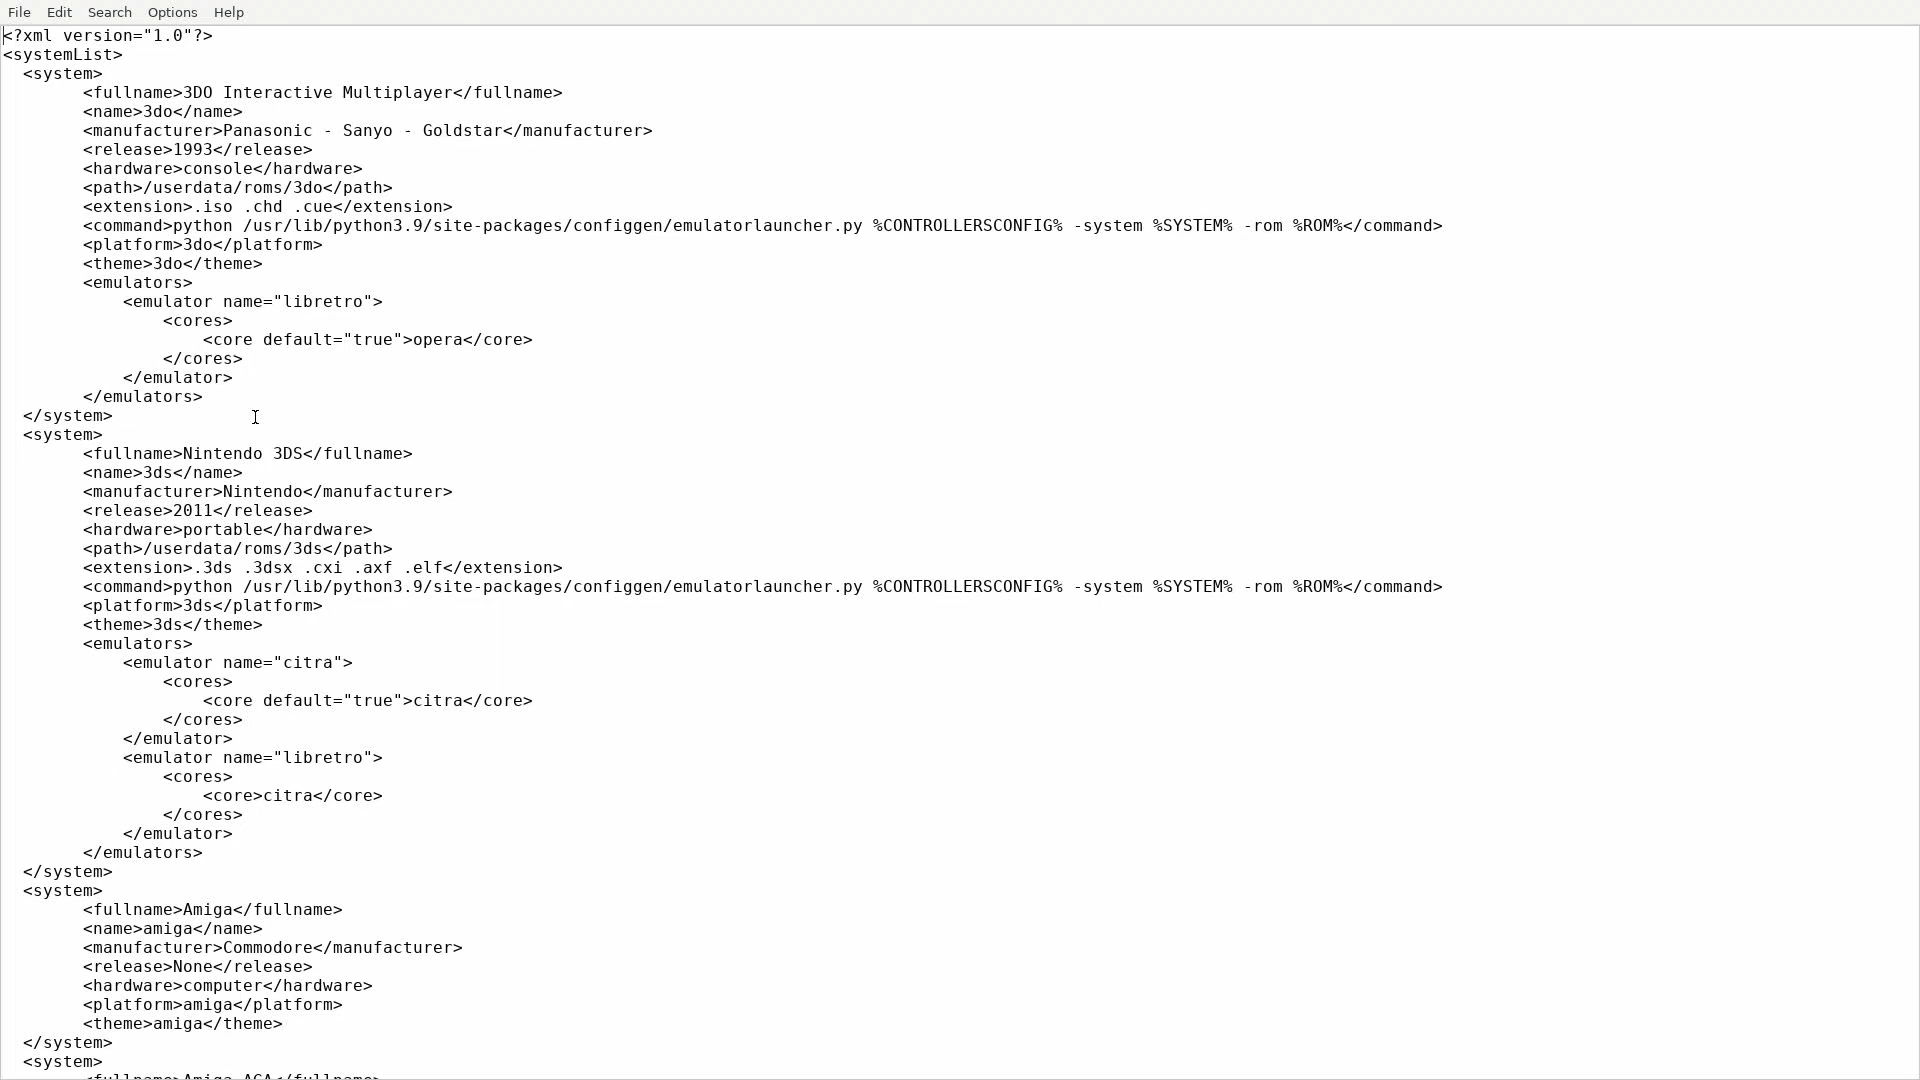 File Edit Search Options Help
<?xml version="1.0"?>
<systemList>
  <system>
        <fullname>3DO Interactive Multiplayer</fullname>
        <name>3do</name>
        <manufacturer>Panasonic - Sanyo - Goldstar</manufacturer>
        <release>1993</release>
        <hardware>console</hardware>
        <path>/userdata/roms/3do</path>
        <extension>.iso .chd .cue</extension>
        <command>python /usr/lib/python3.9/site-packages/configgen/emulatorlauncher.py %CONTROLLERSCONFIG% -system %SYSTEM% -rom %ROM%</command>
        <platform>3do</platform>
        <theme>3do</theme>
        <emulators>
            <emulator name="libretro">
                <cores>
                    <core default="true">opera</core>
                </cores>
            </emulator>
        </emulators>
  </system>
  <system>
        <fullname>Nintendo 3DS</fullname>
        <name>3ds</name>
        <manufacturer>Nintendo</manufacturer>
        <release>2011</release>
        <hardware>portable</hardware>
        <path>/userdata/roms/3ds</path>
        <extension>.3ds .3dsx .cxi .axf .elf</extension>
        <command>python /usr/lib/python3.9/site-packages/configgen/emulatorlauncher.py %CONTROLLERSCONFIG% -system %SYSTEM% -rom %ROM%</command>
        <platform>3ds</platform>
        <theme>3ds</theme>
        <emulators>
            <emulator name="citra">
                <cores>
                    <core default="true">citra</core>
                </cores>
            </emulator>
            <emulator name="libretro">
                <cores>
                    <core>citra</core>
                </cores>
            </emulator>
        </emulators>
  </system>
  <system>
        <fullname>Amiga</fullname>
        <name>amiga</name>
        <manufacturer>Commodore</manufacturer>
        <release>None</release>
        <hardware>computer</hardware>
        <platform>amiga</platform>
        <theme>amiga</theme>
  </system>
  <system>
        <fullname>Amiga AGA</fullname>